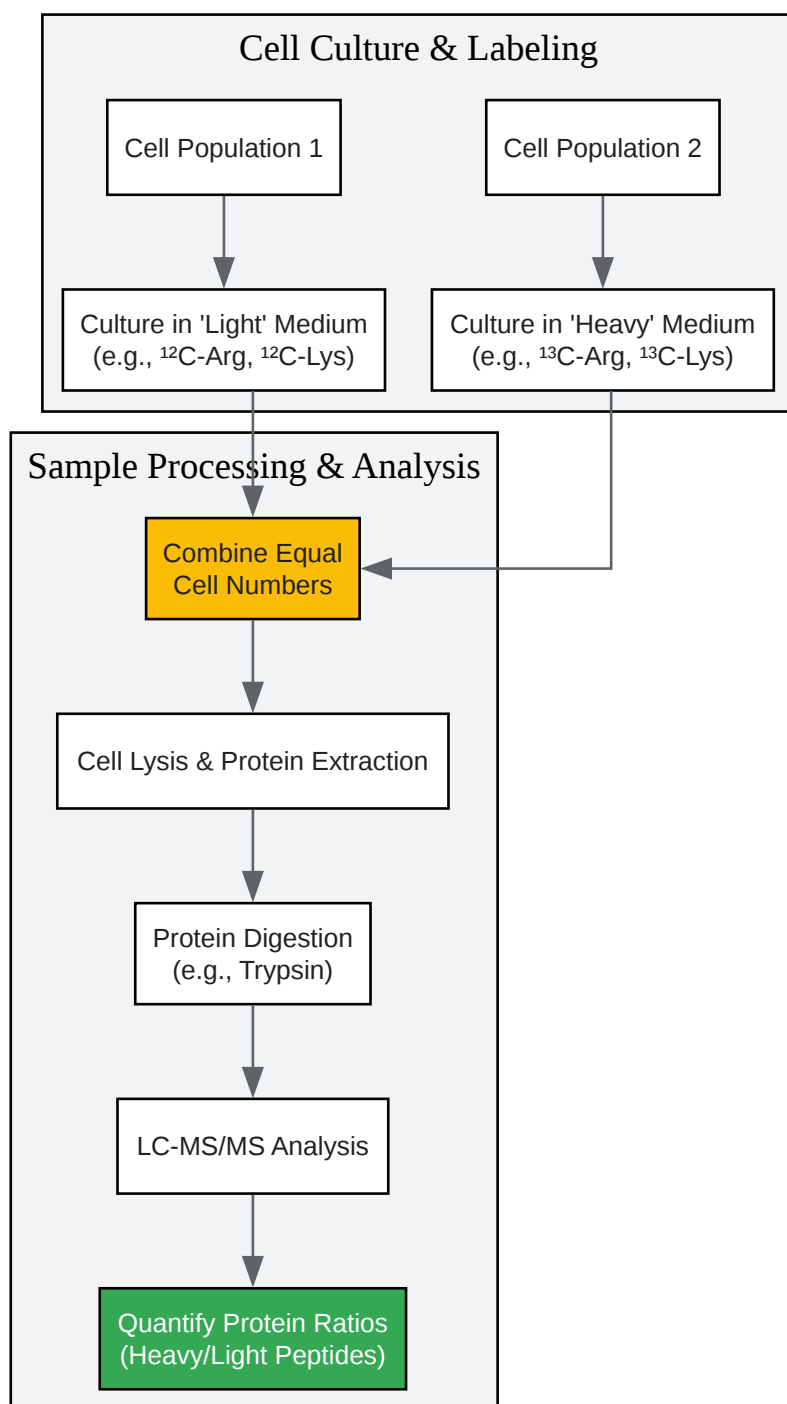 Cell Culture & Labeling
Cell Population 1
Cell Population 2
Culture in 'Light' Medium
(e.g., ¹²C-Arg, ¹²C-Lys)
Culture in 'Heavy' Medium
(e.g., ¹³C-Arg, ¹³C-Lys)
Sample Processing & Analysis
Combine Equal
Cell Numbers
Cell Lysis & Protein Extraction
Protein Digestion
(e.g., Trypsin)
LC-MS/MS Analysis
Quantify Protein Ratios
(Heavy/Light Peptides)